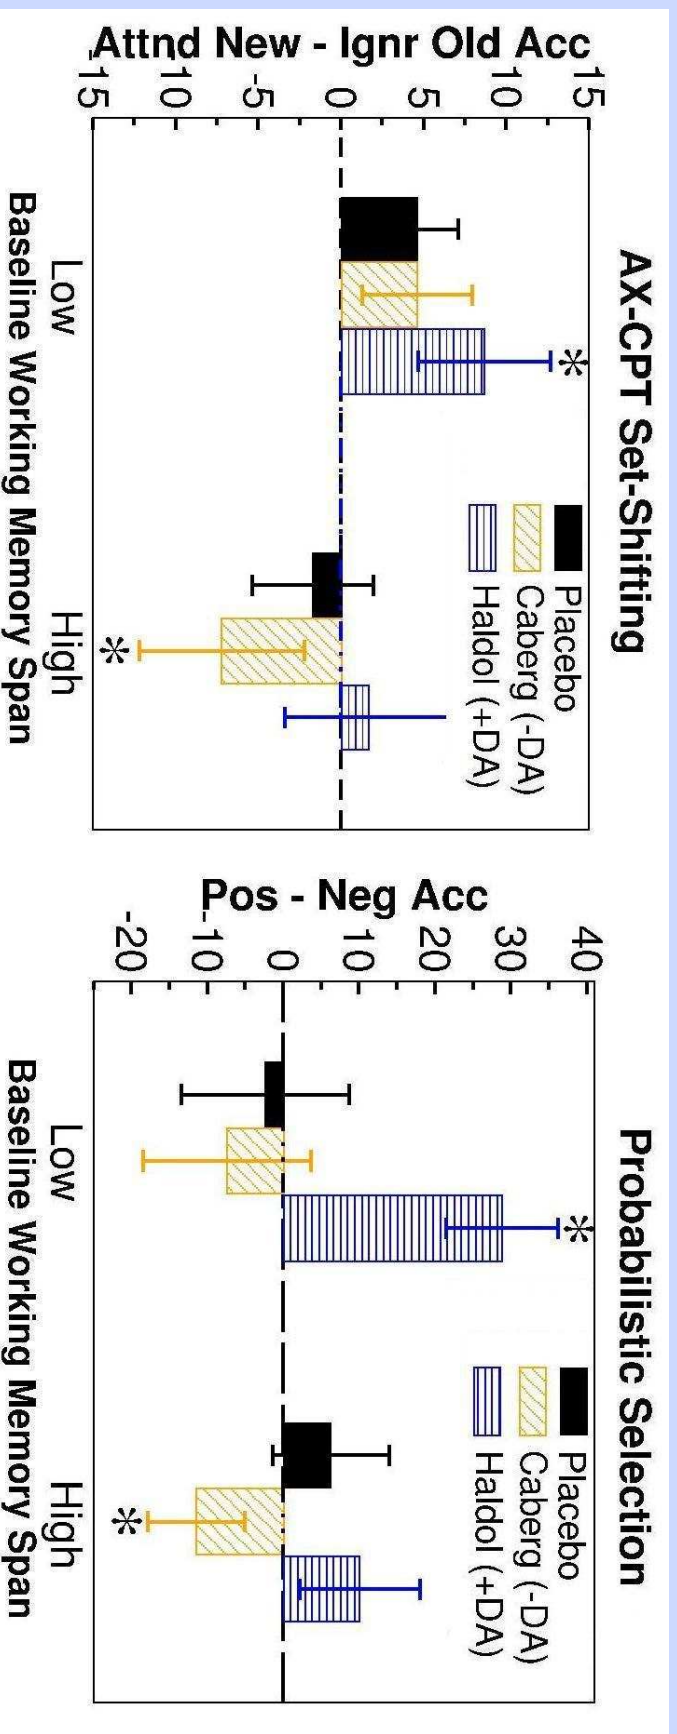 AX-CPT Set-Shifting
Attnd New - Ignr Old Acc
15
10
5
0
-5
-10
-15
Placebo
Caberg (-DA)
Haldol (+DA)
*
*
Low
High
Baseline Working Memory Span
Probabilistic Selection
Pos - Neg Acc
40
30
20
10
0
-10
-20
Placebo
Caberg (-DA)
Haldol (+DA)
*
*
Low
High
Baseline Working Memory Span